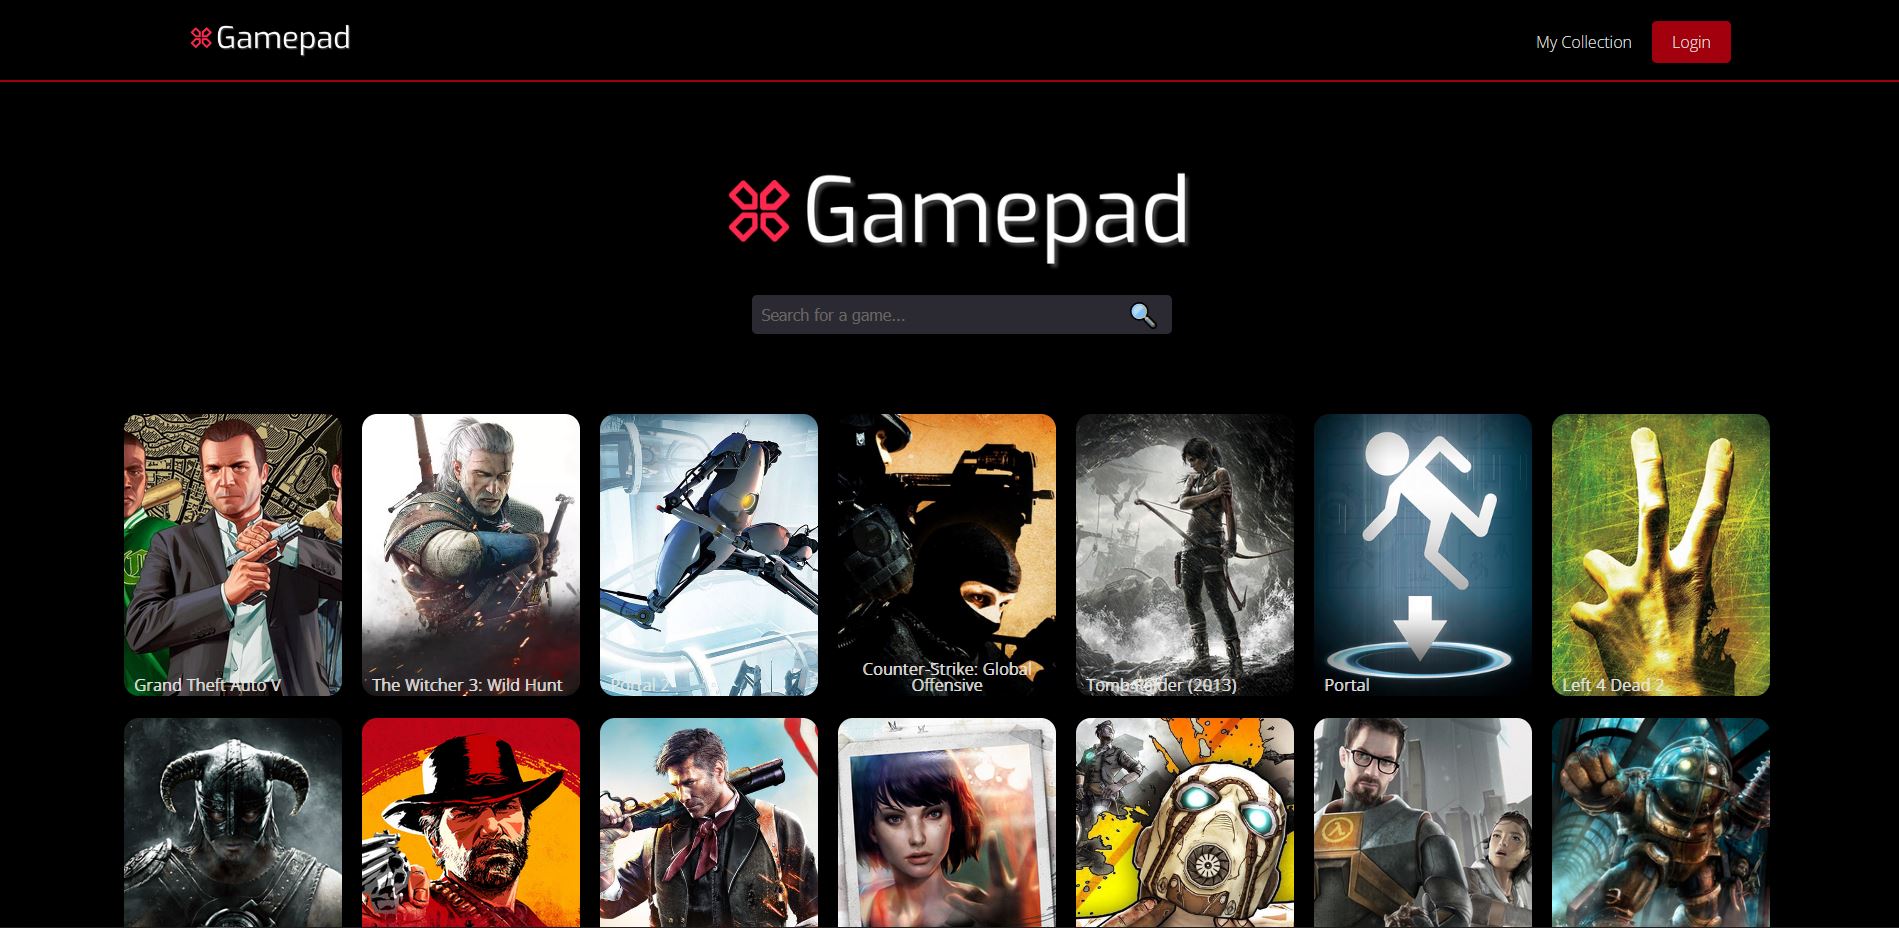 Gamepad
My Collection
Login
Gamepad
Search for a game...
Grand Theft Auto V
The Witcher 3: Wild Hunt
Portal 2
Counter-Strike: Global
Offensive
Tomb Raider (2013)
Portal
Left 4 Dead 2